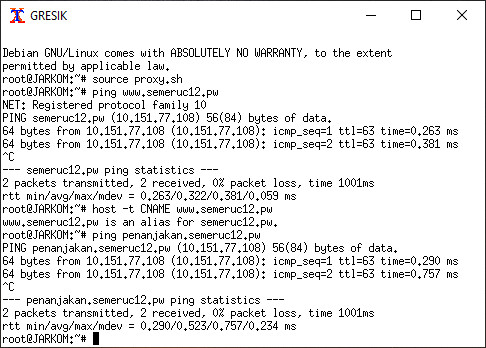 GRESIK
Debian GNU/Linux comes with ABSOLUTELY NO WARRANTY, to the extent
permitted by applicable law.
root@JARKOM:~# source proxy.sh
root@JARKOM:~# ping www.semeruc12.pw
NET: Registered protocol family 10
PING semeruc12.pw (10.151.77.108) 56(84) bytes of data.
64 bytes from 10.151.77.108 (10.151.77.108): icmp_seq=1 ttl=63 time=0.263 ms
64 bytes from 10.151.77.108 (10.151.77.108): icmp_seq=2 ttl=63 time=0.381 ms
^C
--- semeruc12.pw ping statistics ---
2 packets transmitted, 2 received, 0% packet loss, time 1001ms
rtt min/avg/max/mdev = 0.263/0.322/0.381/0.059 ms
root@JARKOM:~# host -t CNAME www.semeruc12.pw
www.semeruc12.pw is an alias for semeruc12.pw.
root@JARKOM:~# ping penanjakan.semeruc12.pw
PING penanjakan.semeruc12.pw (10.151.77.108) 56(84) bytes of data.
64 bytes from 10.151.77.108 (10.151.77.108): icmp_seq=1 ttl=63 time=0.290 ms
64 bytes from 10.151.77.108 (10.151.77.108): icmp_seq=2 ttl=63 time=0.757 ms
^C
--- penanjakan.semeruc12.pw ping statistics ---
2 packets transmitted, 2 received, 0% packet loss, time 1001ms
rtt min/avg/max/mdev = 0.290/0.523/0.757/0.234 ms
root@JARKOM:~#